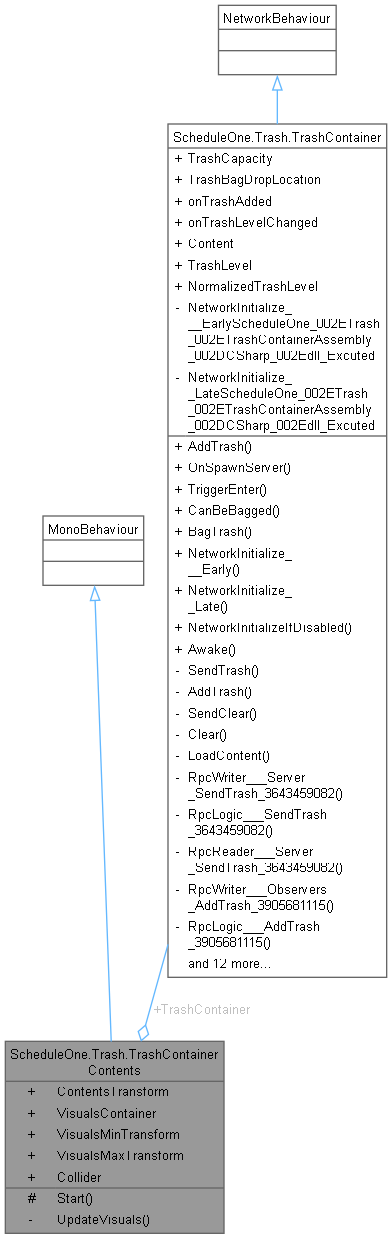 NetworkBehaviour
ScheduleOne.Trash.TrashContainer
+ TrashCapacity
+ TrashBagDropLocation
+ onTrashAdded
+ onTrashLevelChanged
+ Content
+ TrashLevel
+ NormalizedTrashLevel
- NetworkInitialize_
__EarlyScheduleOne_002ETrash
_002ETrashContainerAssembly
_002DCSharp_002Edll_Excuted
- NetworkInitialize_
_LateScheduleOne_002ETrash
_002ETrashContainerAssembly
_002DCSharp_002Edll_Excuted
+ AddTrash()
+ OnSpawnServer()
+ TriggerEnter()
+ CanBeBagged()
+ BagTrash()
+ NetworkInitialize_
__Early()
+ NetworkInitialize_
_Late()
+ NetworkInitializeIfDisabled()
+ Awake()
- SendTrash()
- AddTrash()
- SendClear()
- Clear()
- LoadContent()
- RpcWriter___Server
_SendTrash_3643459082()
- RpcLogic___SendTrash
_3643459082()
- RpcReader___Server
_SendTrash_3643459082()
- RpcWriter___Observers
_AddTrash_3905681115()
- RpcLogic___AddTrash
_3905681115()
and 12 more...
MonoBehaviour
+TrashContainer
ScheduleOne.Trash.TrashContainer
Contents
+ ContentsTransform
+ VisualsContainer
+ VisualsMinTransform
+ VisualsMaxTransform
+ Collider
# Start()
- UpdateVisuals()